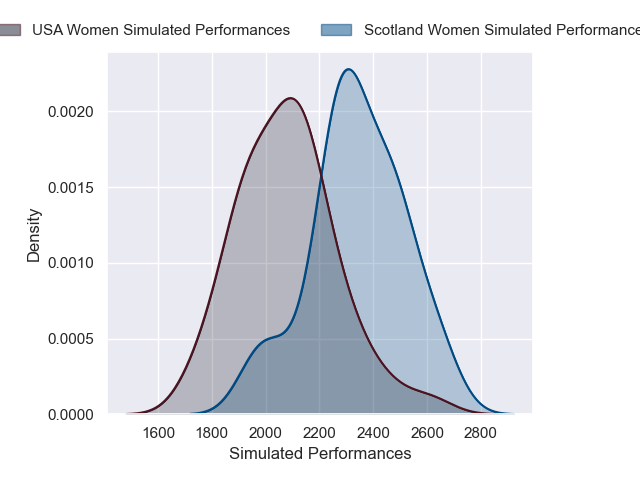 USA Women Simulated Performances
Scotland Women Simulated Performance
0.0020
0.0015
0.0010
0.0005
0.0000
Density
1600 1800 2000 2200 2400 2600 2800
Simulated Performances